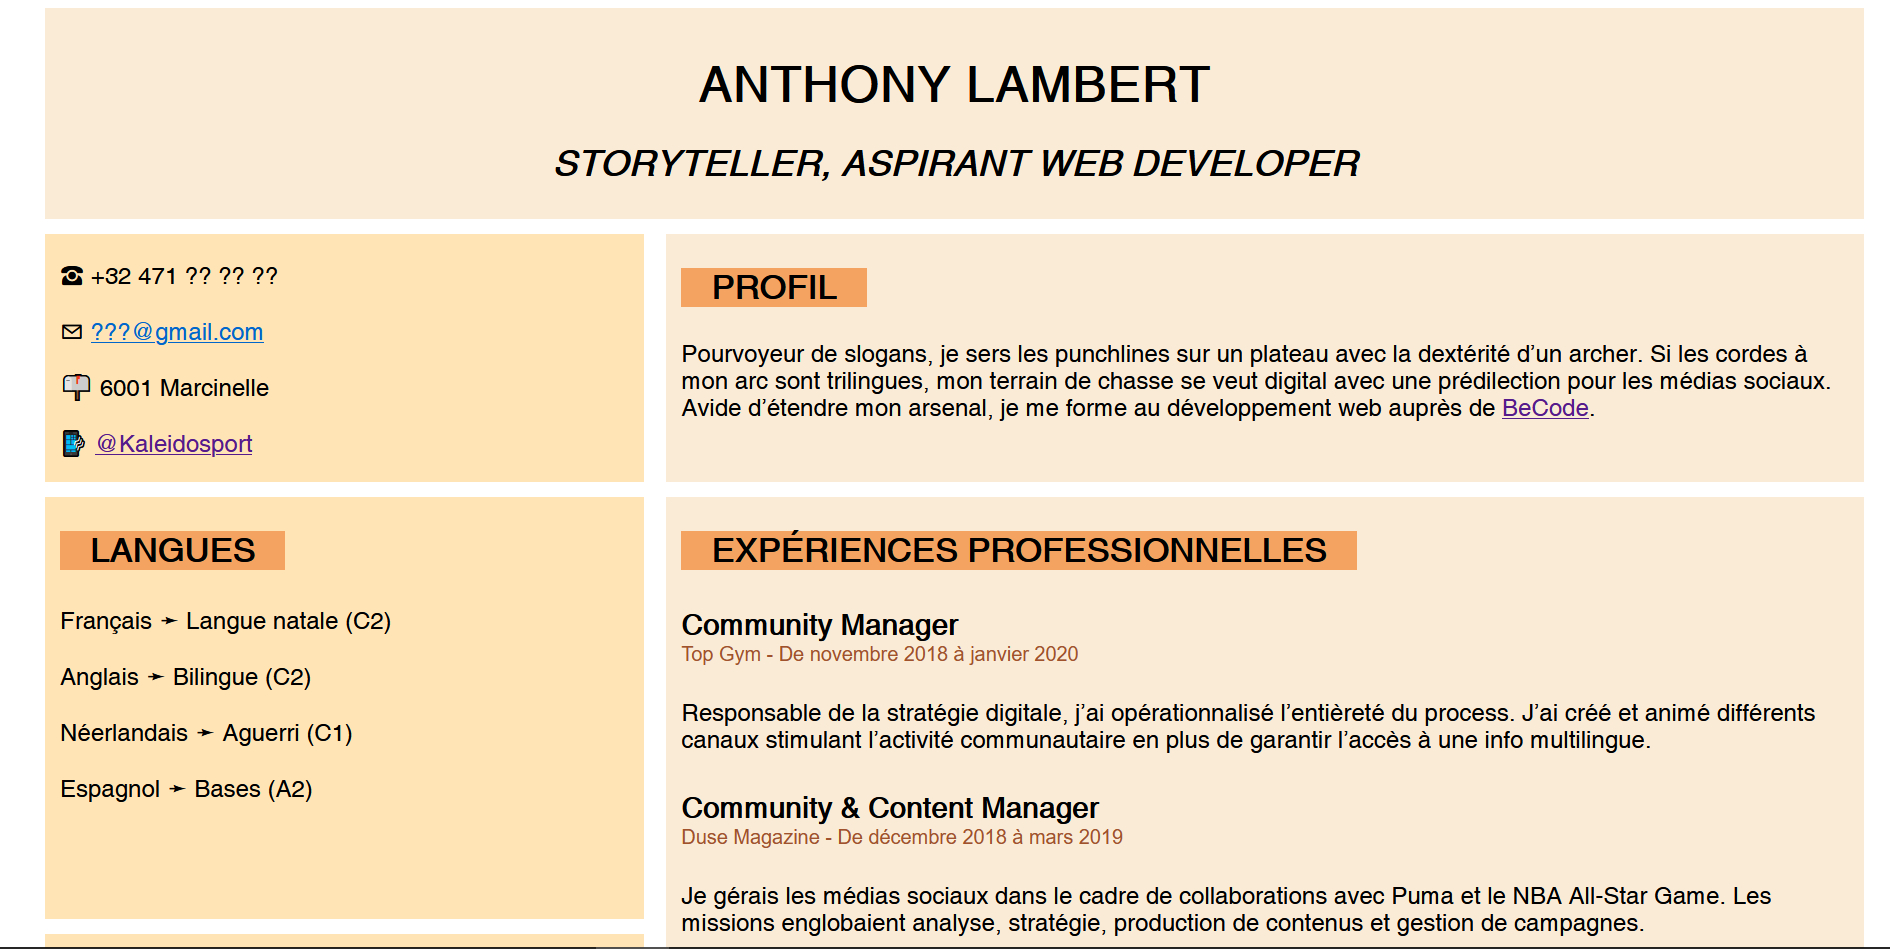 ANTHONY LAMBERT
STORYTELLER, ASPIRANT WEB DEVELOPER
+32 471 ?? ?? ??
???@gmail.com
6001 Marcinelle
@Kaleidosport
PROFIL
Pourvoyeur de slogans, je sers les punchlines sur un plateau avec la dextérité d’un archer. Si les cordes à
mon arc sont trilingues, mon terrain de chasse se veut digital avec une prédilection pour les médias sociaux.
Avide d’étendre mon arsenal, je me forme au développement web auprès de BeCode.
LANGUES
Français ➛ Langue natale (C2)
Anglais ➛ Bilingue (C2)
Néerlandais ➛ Aguerri (C1)
Espagnol ➛ Bases (A2)
EXPÉRIENCES PROFESSIONNELLES
Community Manager
Top Gym - De novembre 2018 à janvier 2020
Responsable de la stratégie digitale, j’ai opérationnalisé l’entièreté du process. J’ai créé et animé différents
canaux stimulant l’activité communautaire en plus de garantir l’accès à une info multilingue.
Community & Content Manager
Duse Magazine - De décembre 2018 à mars 2019
Je gérais les médias sociaux dans le cadre de collaborations avec Puma et le NBA All-Star Game. Les
missions englobaient analyse, stratégie, production de contenus et gestion de campagnes.